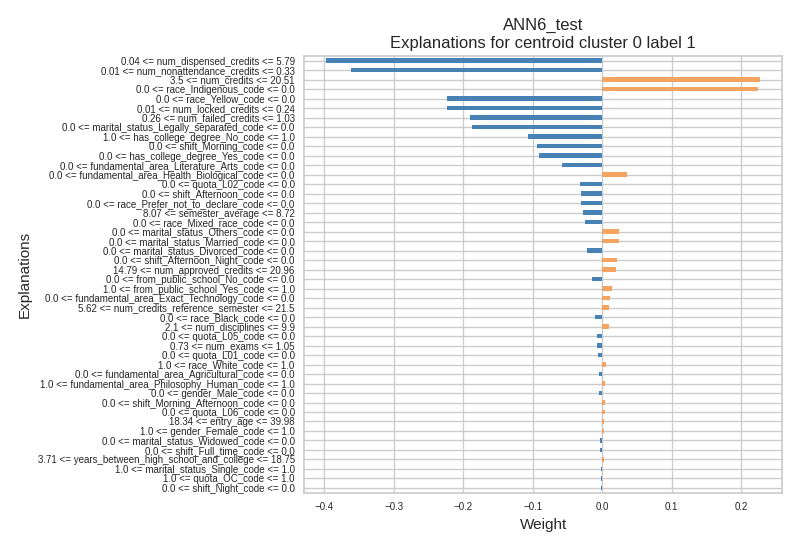 ANN6_test
Explanations for centroid cluster 0 label 1
0.04 <= num_dispensed_credits <= 5.79
0.01 <= num_nonattendance_credits <= 0.33
3.5 <= num_credits <= 20.51
0.0 <= race_Indigenous_code <= 0.0
0.0 <= race_Yellow_code <= 0.0
0.01 <= num_locked_credits <= 0.24
0.26 <= num_failed_credits <= 1.03
0.0 <= marital_status_Legally_separated_code <= 0.0
1.0 <= has_college_degree_No_code <= 1.0
0.0 <= shift_Morning_code <= 0.0
0.0 <= has_college_degree_Yes_code <= 0.0
0.0 <= fundamental_area_Literature_Arts_code <= 0.0
0.0 <= fundamental_area_Health_Biological_code <= 0.0
0.0 <= quota_L02_code <= 0.0
0.0 <= shift_Afternoon_code <= 0.0
0.0 <= race_Prefer_not_to_declare_code <= 0.0
8.07 <= semester_average <= 8.72
0.0 <= race_Mixed_race_code <= 0.0
0.0 <= marital_status_Others_code <= 0.0
0.0 <= marital_status_Married_code <= 0.0
0.0 <= marital_status_Divorced_code <= 0.0
0.0 <= shift_Afternoon_Night_code <= 0.0
14.79 <= num_approved_credits <= 20.96
0.0 <= from_public_school_No_code <= 0.0
1.0 <= from_public_school_Yes_code <= 1.0
0.0 <= fundamental_area_Exact_Technology_code <= 0.0
5.62 <= num_credits_reference_semester <= 21.5
0.0 <= race_Black_code <= 0.0
2.1 <= num_disciplines <= 9.9
0.0 <= quota_L05_code <= 0.0
0.73 <= num_exams <= 1.05
0.0 <= quota_L01_code <= 0.0
1.0 <= race_White_code <= 1.0
0.0 <= fundamental_area_Agricultural_code <= 0.0
1.0 <= fundamental_area_Philosophy_Human_code <= 1.0
0.0 <= gender_Male_code <= 0.0
0.0 <= shift_Morning_Afternoon_code <= 0.0
0.0 <= quota_L06_code <= 0.0
18.34 <= entry_age <= 39.98
1.0 <= gender_Female_code <= 1.0
0.0 <= marital_status_Widowed_code <= 0.0
0.0 <= shift_Full_time_code <= 0.0
3.71 <= years_between_high_school_and_college <= 18.75
1.0 <= marital_status_Single_code <= 1.0
1.0 <= quota_OC_code <= 1.0
0.0 <= shift_Night_code <= 0.0
Explanations
−0.4 −0.3 −0.2 −0.1 0.0 0.1 0.2
Weight